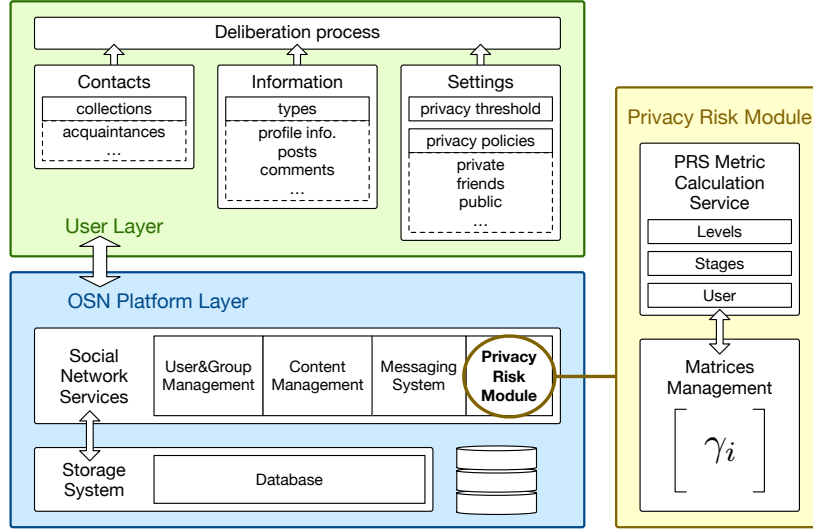 Deliberation process
Contacts
collections
acquaintances
...
Information
types
profile info.
posts
comments
...
Settings
privacy threshold
privacy policies
private
friends
public
...
User Layer
OSN Platform Layer
Social
Network
Services
User&Group
Management
Content
Management
Messaging
System
Privacy
Risk
Module
Storage
System
Database
Privacy Risk Module
PRS Metric
Calculation
Service
Levels
Stages
User
Matrices
Management
[γi]